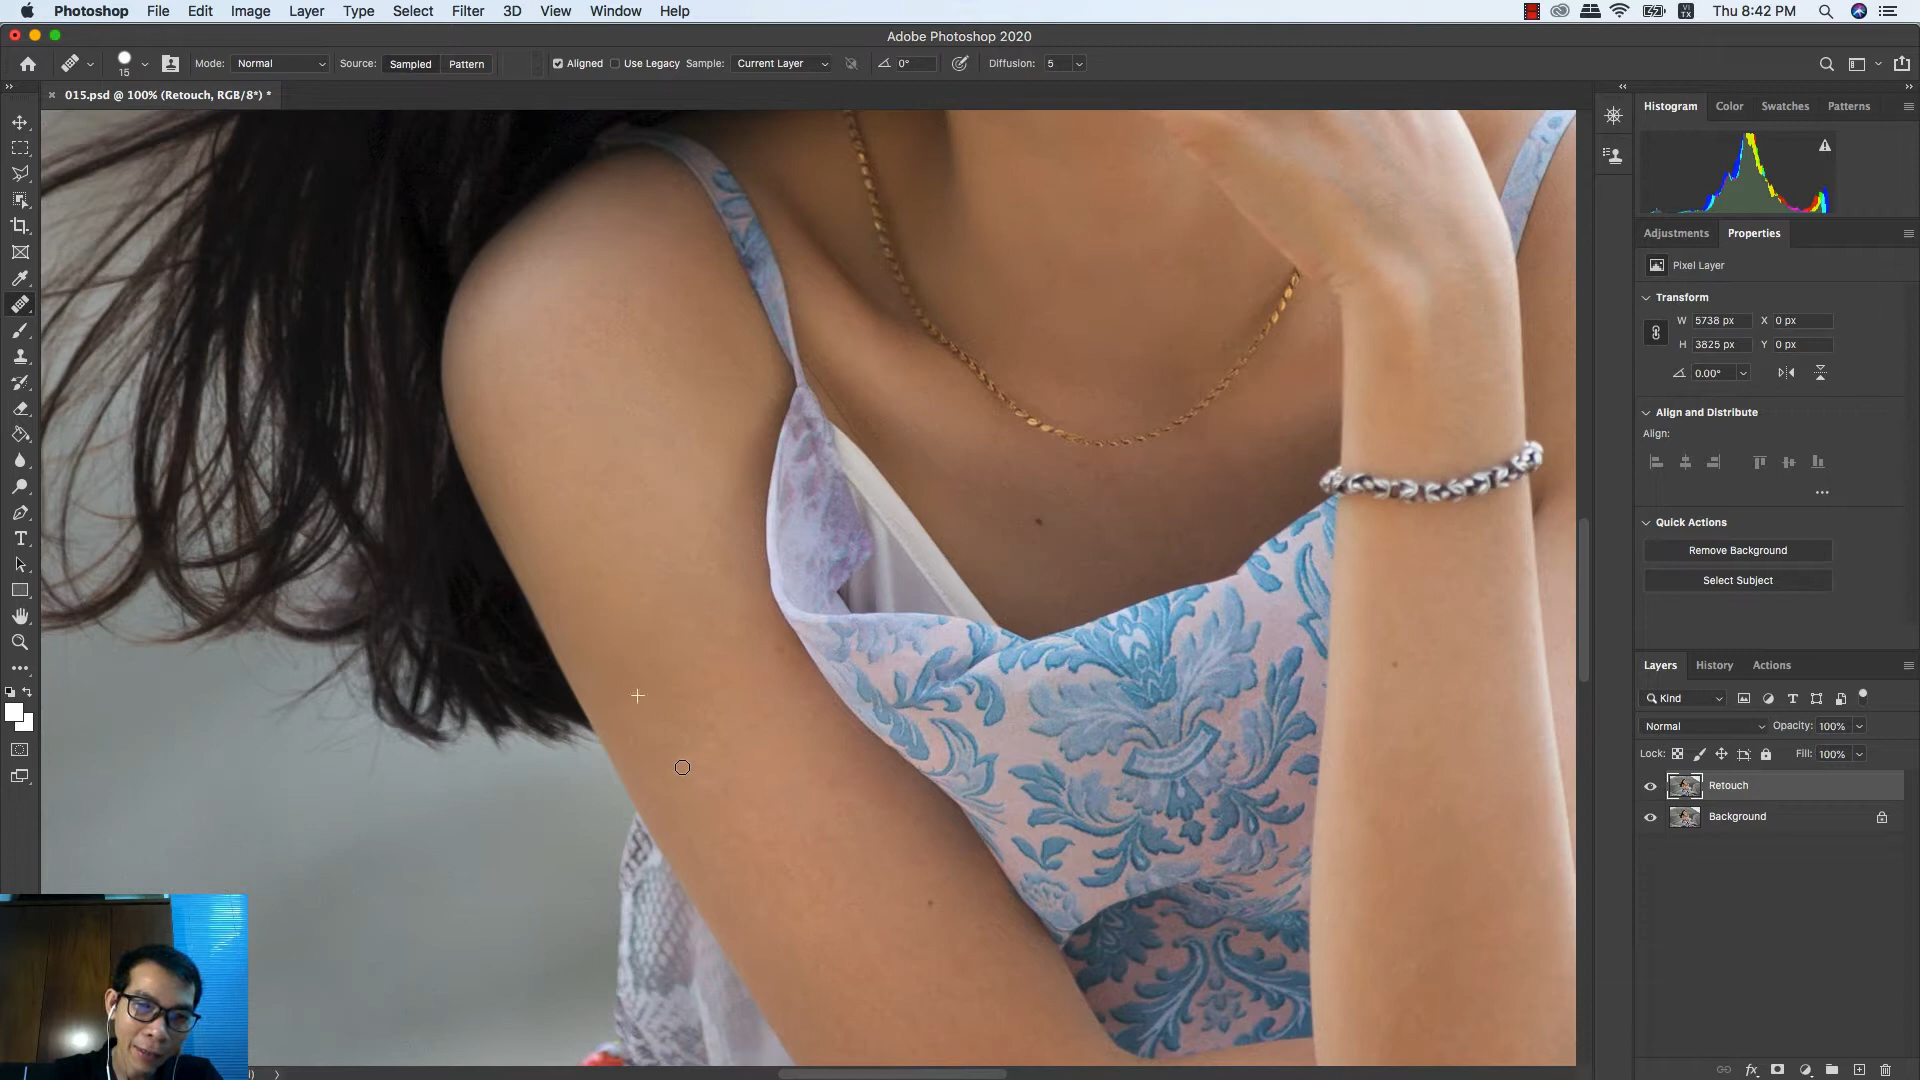 Photoshop File Edit Image Layer Type Select Filter 3D View Window Help
VI TX Thu 8:42 PM
Adobe Photoshop 2020
15 Mode: Normal Source: Sampled Pattern Aligned Use Legacy Sample: Current Layer 0° Diffusion: 5
015.psd @ 100% (Retouch, RGB/8*) *
Histogram Color Swatches Patterns
Adjustments Properties
Pixel Layer
Transform
W 5738 px X 0 px
H 3825 px Y 0 px
0.00°
Align and Distribute
Align:
Quick Actions
Remove Background
Select Subject
Layers History Actions
Kind
Normal Opacity: 100%
Lock: Fill: 100%
Retouch
Background
fx